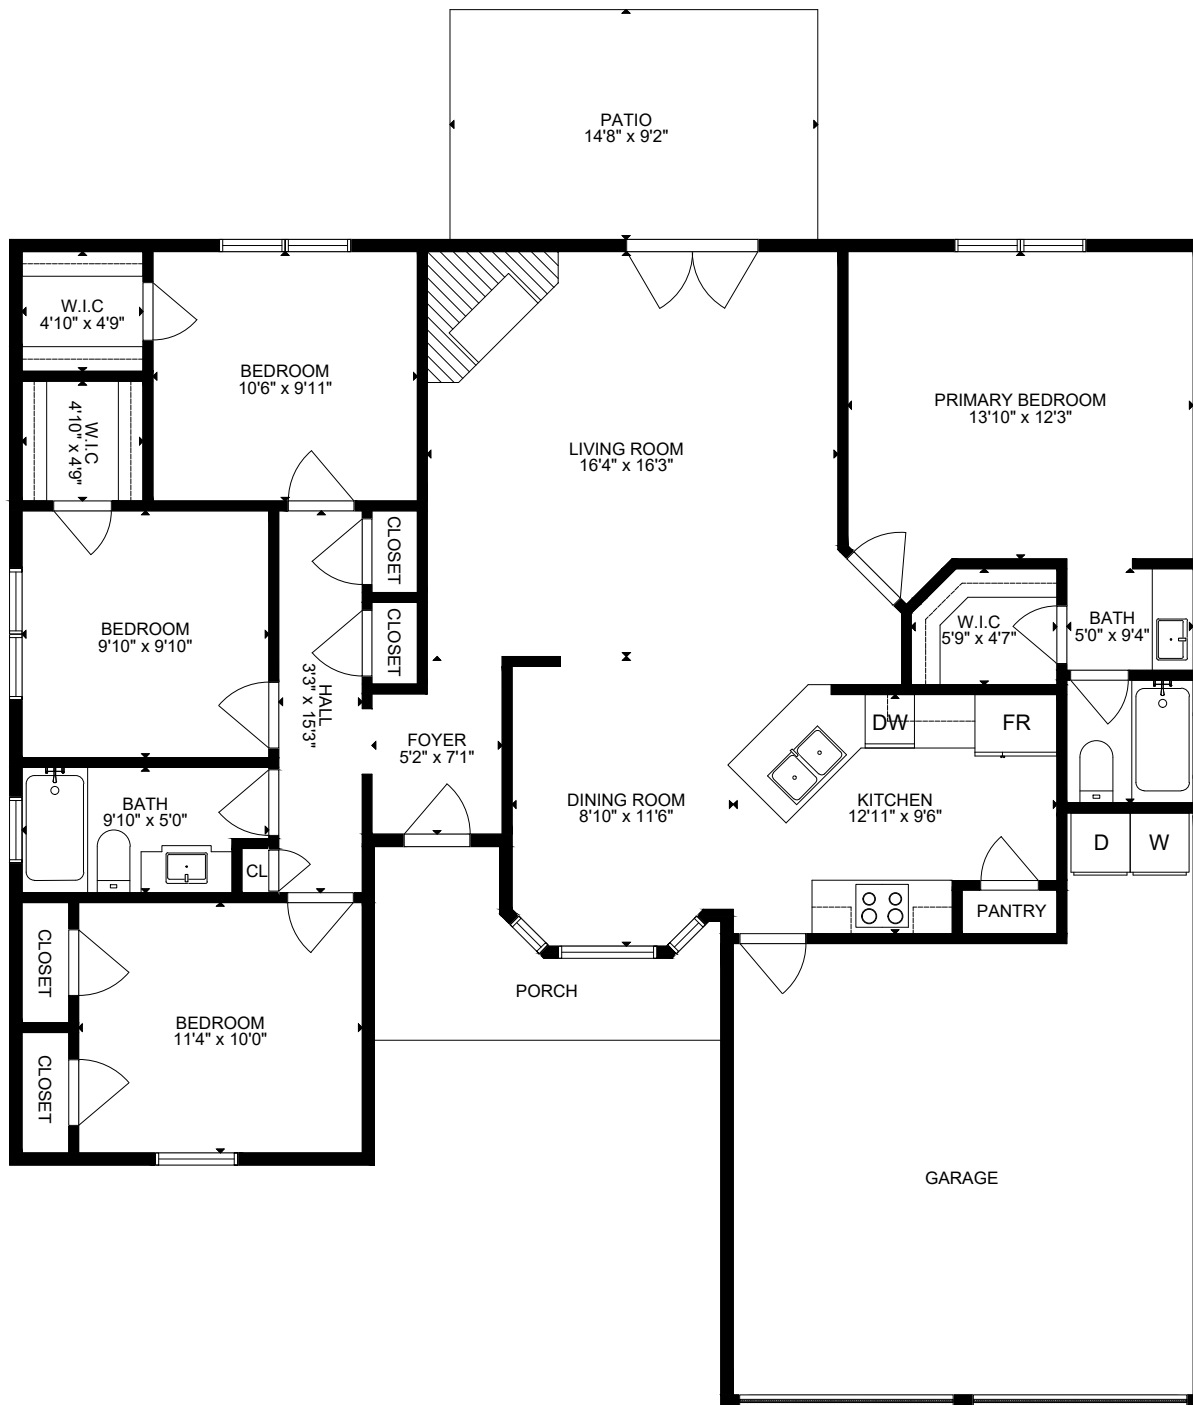 PATIO
14'8" x 9'2"
W.I.C
4'10" x 4'9"
BEDROOM
10'6" x 9'11"
LIVING ROOM
16'4" x 16'3"
PRIMARY BEDROOM
13'10" x 12'3"
W.I.C
4'10" x 4'9"
CLOSET
CLOSET
BEDROOM
9'10" x 9'10"
HALL
3'3" x 15'3"
W.I.C
5'9" x 4'7"
BATH
5'0" x 9'4"
FOYER
5'2" x 7'1"
DW
FR
BATH
9'10" x 5'0"
DINING ROOM
8'10" x 11'6"
KITCHEN
12'11" x 9'6"
D
W
CL
PANTRY
CLOSET
CLOSET
BEDROOM
11'4" x 10'0"
PORCH
GARAGE